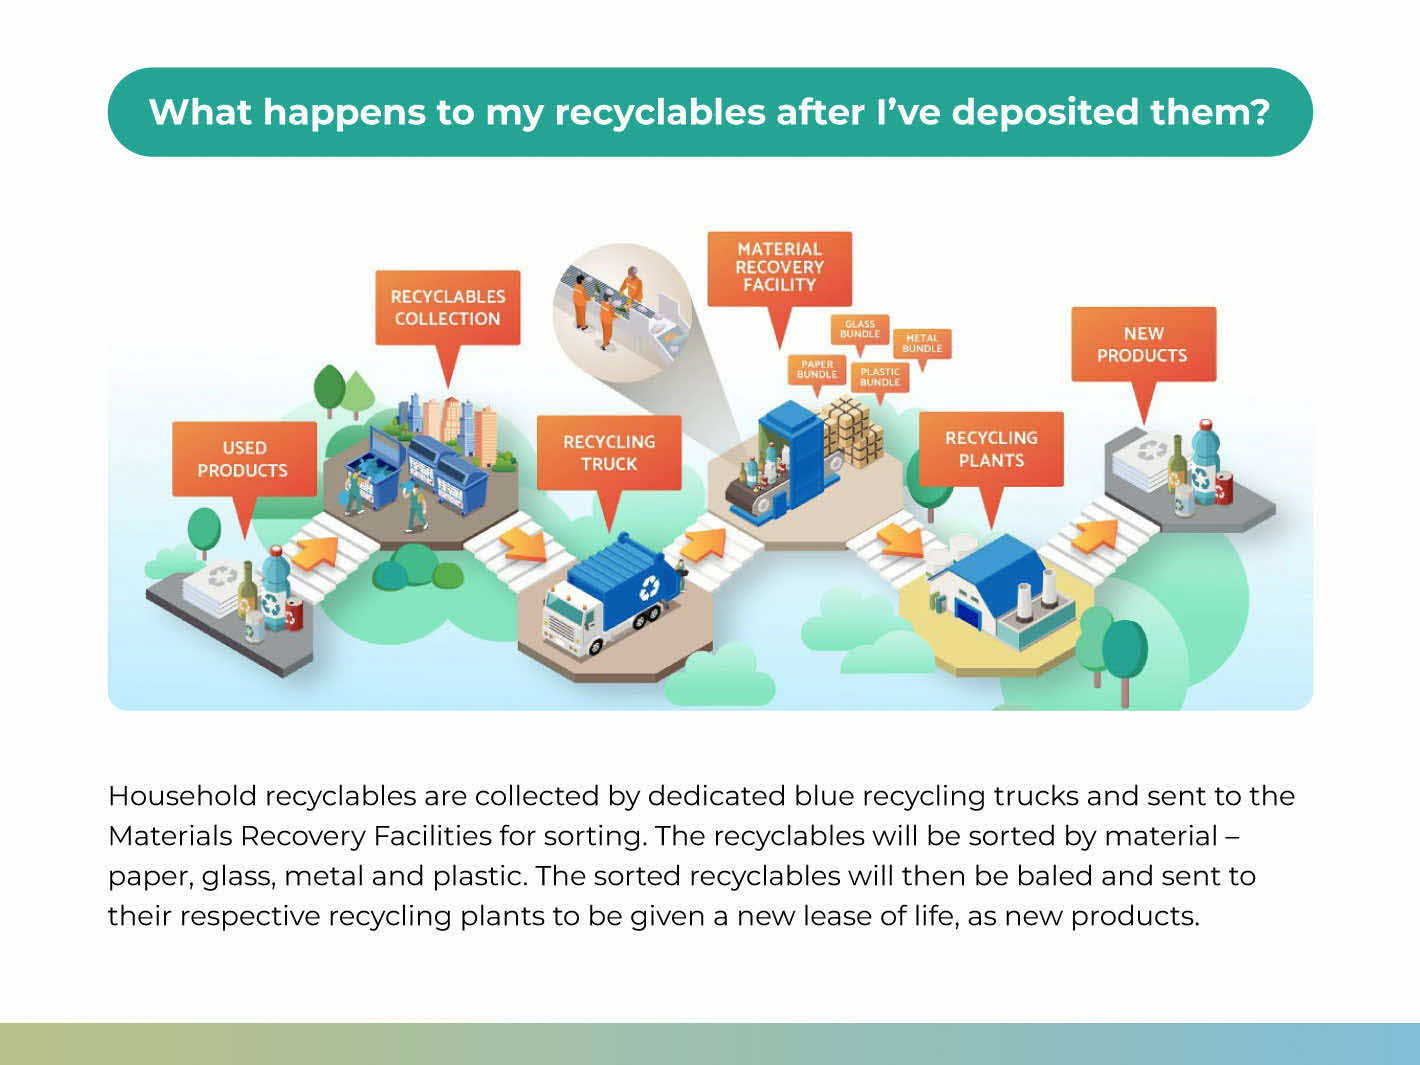 What happens to my recyclables after I’ve deposited them?
MATERIAL
RECOVERY
FACILITY
RECYCLABLES
COLLECTION
GLASS
BUNDLE
METAL
BUNDLE
PAPER
BUNDLE
PLASTIC
BUNDLE
NEW
PRODUCTS
USED
PRODUCTS
RECYCLING
TRUCK
RECYCLING
PLANTS
Household recyclables are collected by dedicated blue recycling trucks and sent to the
Materials Recovery Facilities for sorting. The recyclables will be sorted by material –
paper, glass, metal and plastic. The sorted recyclables will then be baled and sent to
their respective recycling plants to be given a new lease of life, as new products.